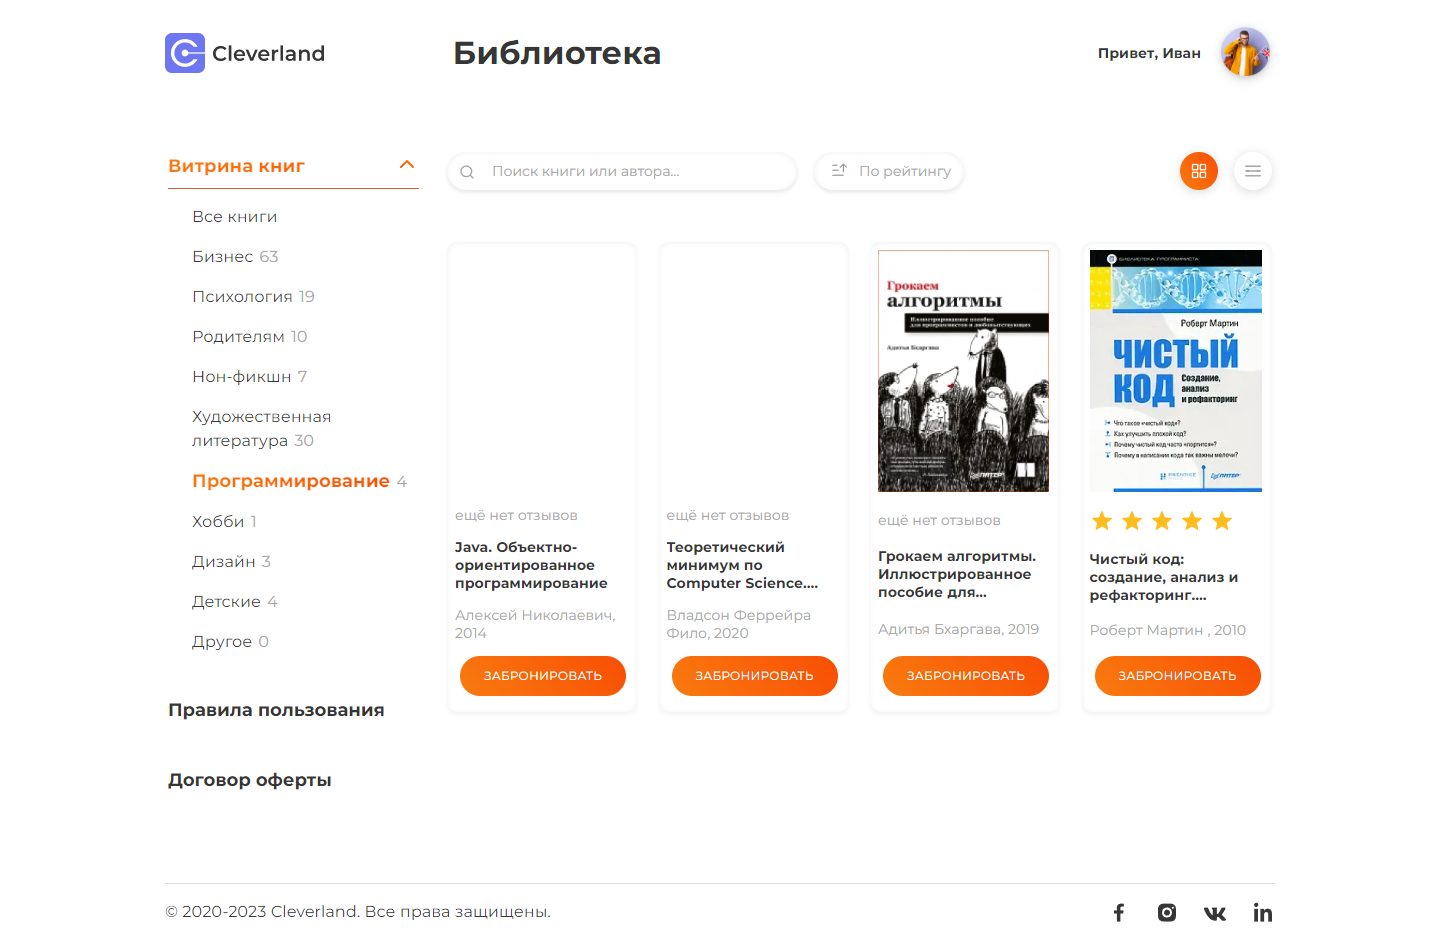 Cleverland
Библиотека
Привет, Иван
Витрина книг
Все книги
Бизнес 63
Психология 19
Родителям 10
Нон-фикшн 7
Художественная
литература 30
Программирование 4
Хобби 1
Дизайн 3
Детские 4
Другое 0
Правила пользования
Договор оферты
Поиск книги или автора...
По рейтингу
ещё нет отзывов
Java. Объектно-
ориентированное
программирование
Алексей Николаевич,
2014
ЗАБРОНИРОВАТЬ
ещё нет отзывов
Теоретический
минимум по
Computer Science....
Владсон Феррейра
Фило, 2020
ЗАБРОНИРОВАТЬ
Грокаем
алгоритмы
Иллюстрированное пособие
для программистов и любопытствующих
Адитья Бхаргава
ПИТЕР
ещё нет отзывов
Грокаем алгоритмы.
Иллюстрированное
пособие для...
Адитья Бхаргава, 2019
ЗАБРОНИРОВАТЬ
БИБЛИОТЕКА ПРОГРАММИСТА
Роберт Мартин
ЧИСТЫЙ
КОД
Создание,
анализ
и рефакторинг
Что такое «чистый код»?
Как улучшить плохой код?
Почему чистый код часто «портится»?
Почему в написании кода так важны мелочи?
PRENTICE
ПИТЕР
Чистый код:
создание, анализ и
рефакторинг....
Роберт Мартин , 2010
ЗАБРОНИРОВАТЬ
© 2020-2023 Cleverland. Все права защищены.